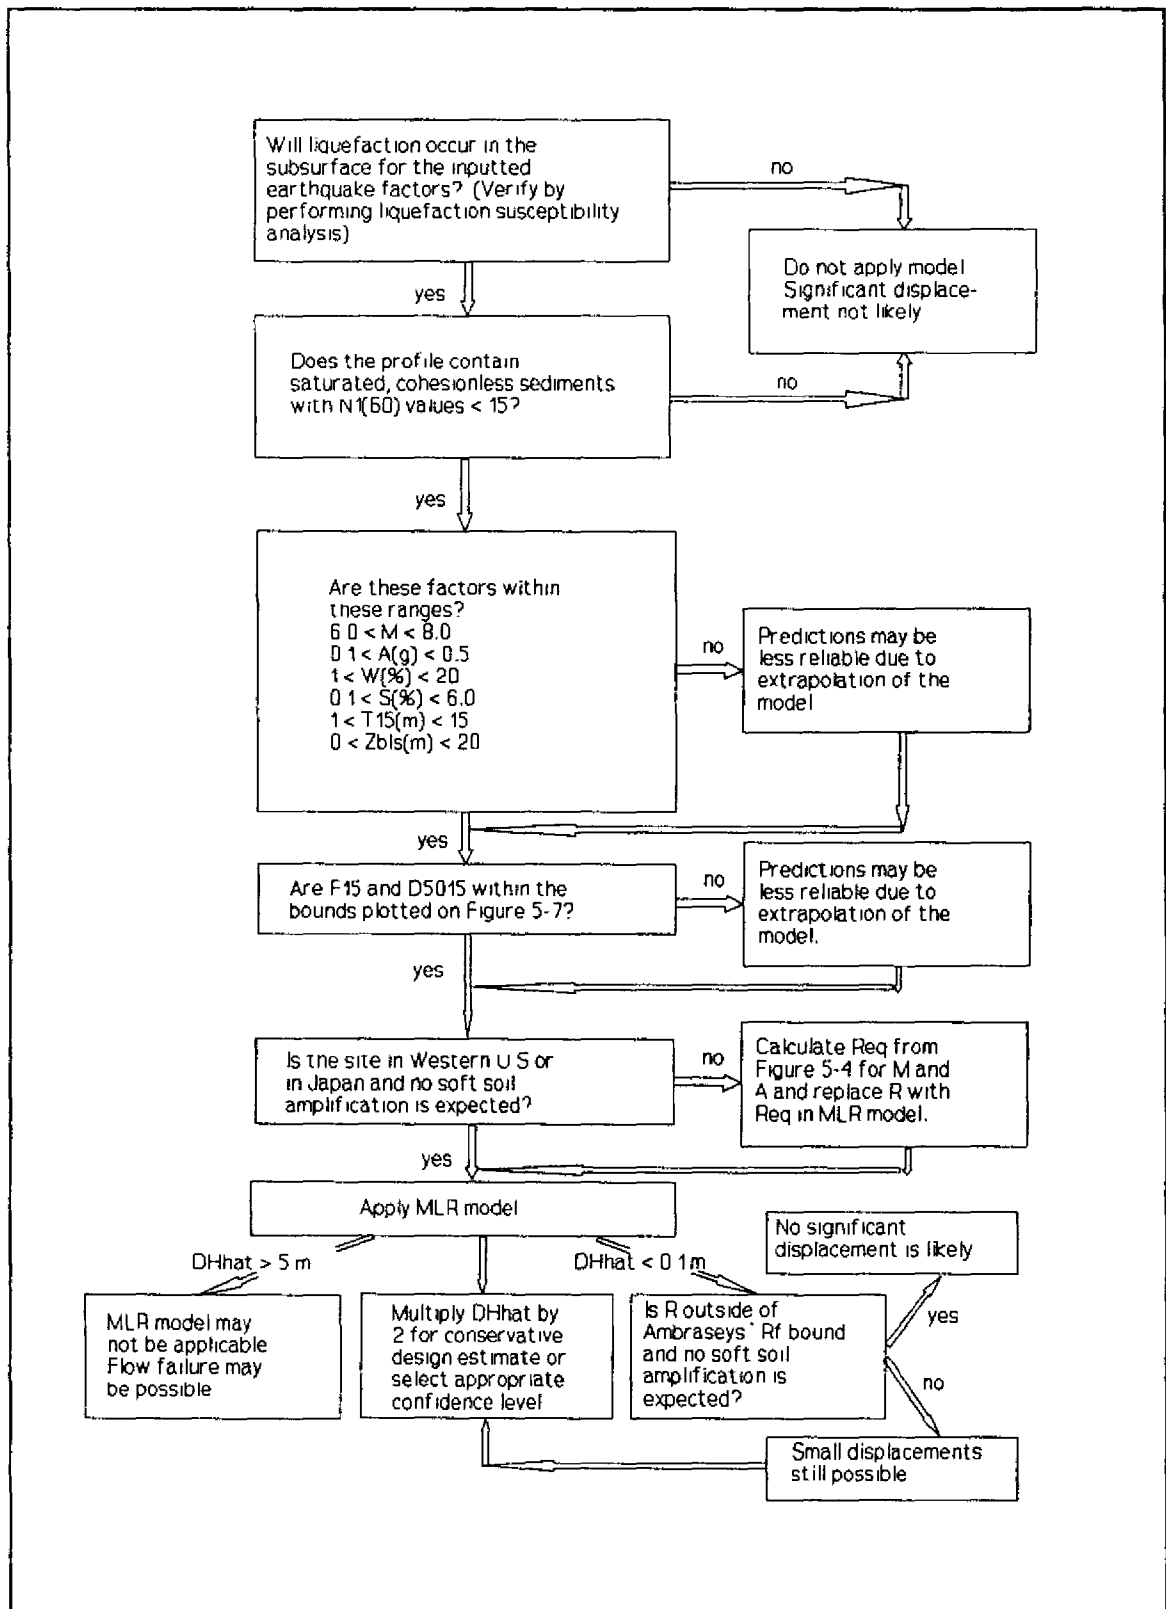 Will liquefaction occur in the
subsurface for the inputted
earthquake factors? (Verify by
performing liquefaction susceptibility
analysis)
no
Do not apply model
Significant displace-
ment not likely
yes
Does the profile contain
saturated, cohesionless sediments
with N1(60) values < 15?
no
yes
Are these factors within
these ranges?
6 0 < M < 8.0
0 1 < A(g) < 0.5
1 < W(%) < 20
0 1 < S(%) < 6.0
1 < T15(m) < 15
0 < Zbls(m) < 20
no
Predictions may be
less reliable due to
extrapolation of the
model
yes
Are F15 and D5015 within the
bounds plotted on Figure 5-7?
no
Predictions may be
less reliable due to
extrapolation of the
model.
yes
Is the site in Western U S or
in Japan and no soft soil
amplification is expected?
no
Calculate Req from
Figure 5-4 for M and
A and replace R with
Req in MLR model.
yes
Apply MLR model
DHhat > 5 m
DHhat < 0 1m
No significant
displacement is likely
MLR model may
not be applicable
Flow failure may
be possible
Multiply DHhat by
2 for conservative
design estimate or
select appropriate
confidence level
Is R outside of
Ambraseys' Rf bound
and no soft soil
amplification is
expected?
yes
no
Small displacements
still possible